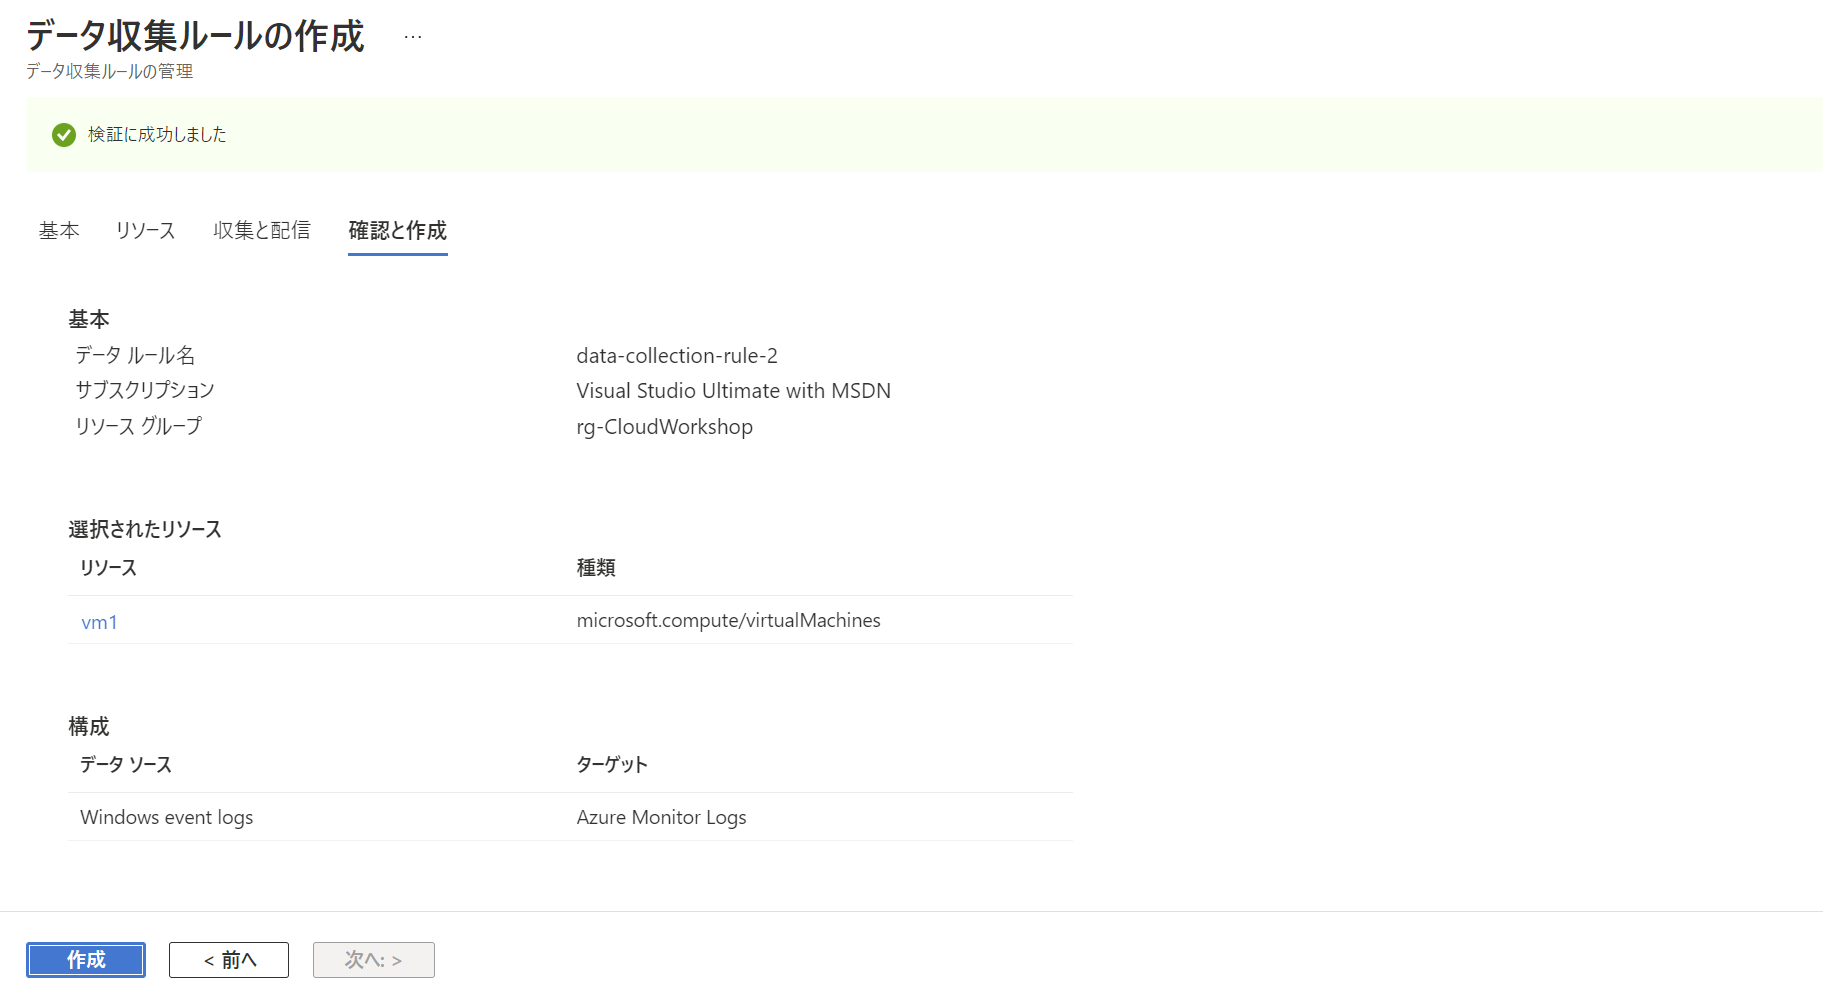 データ収集ルールの作成 ...
データ収集ルールの管理
検証に成功しました
基本 リソース 収集と配信 確認と作成
基本
データ ルール名 data-collection-rule-2
サブスクリプション Visual Studio Ultimate with MSDN
リソース グループ rg-CloudWorkshop
選択されたリソース
リソース 種類
vm1 microsoft.compute/virtualMachines
構成
データ ソース ターゲット
Windows event logs Azure Monitor Logs
作成 < 前へ 次へ: >